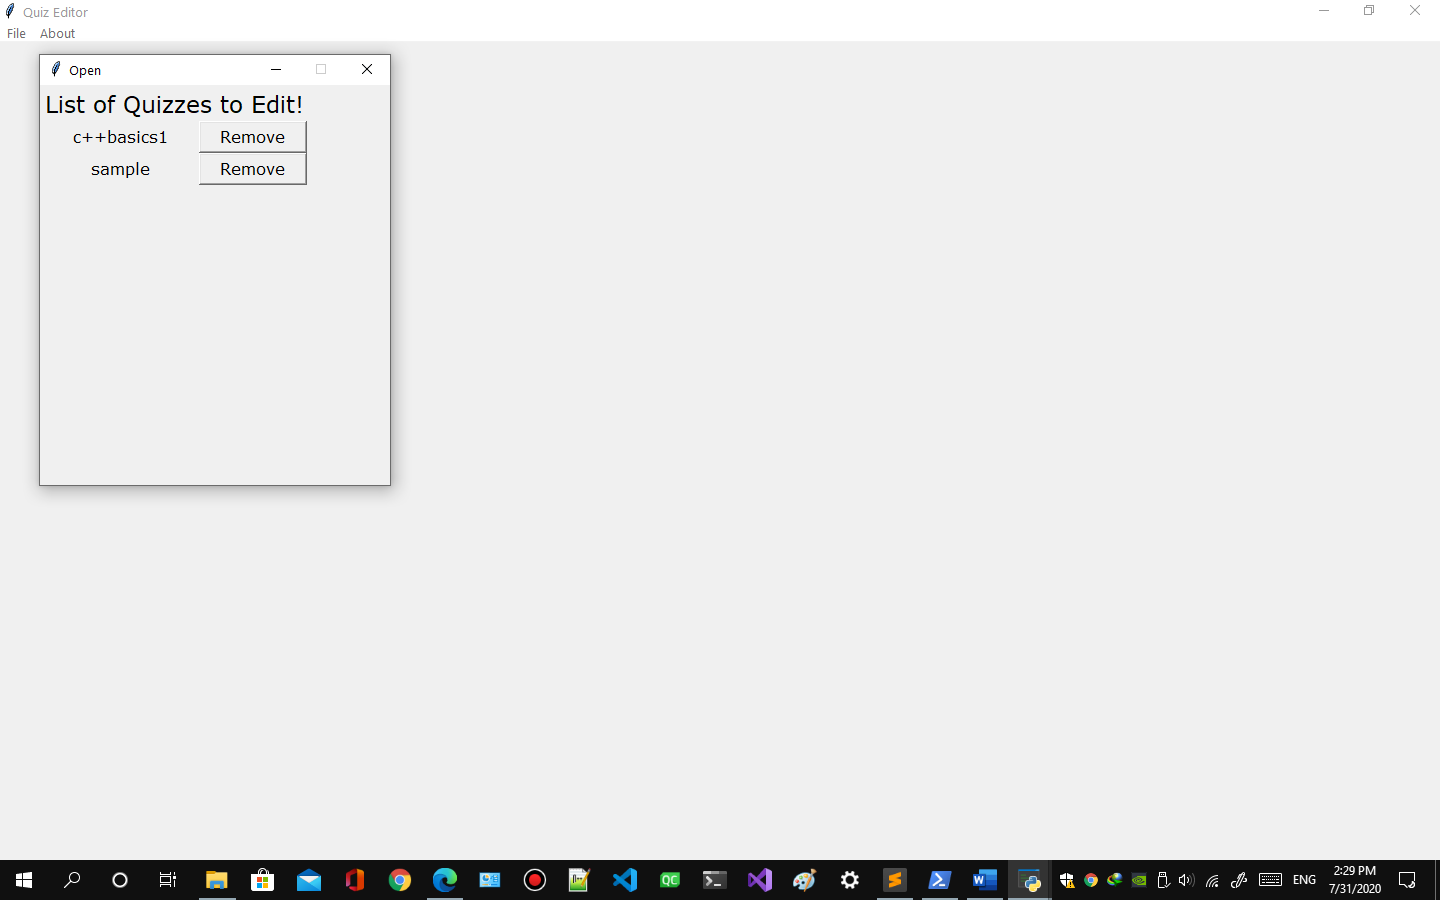 Quiz Editor
File About
Open
List of Quizzes to Edit!
c++basics1 Remove
sample Remove
QC
W
ENG
2:29 PM
7/31/2020